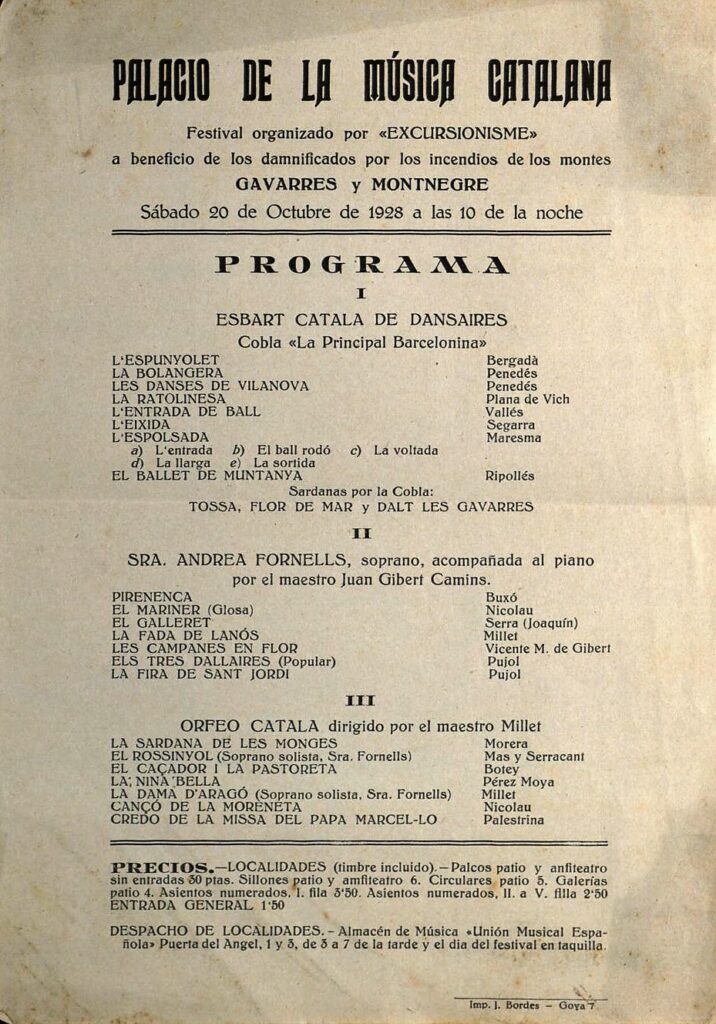 PALACIO DE LA MÚSICA CATALANA
Festival organizado por «EXCURSIONISME»
a beneficio de los damnificados por los incendios de los montes
GAVARRES y MONTNEGRE
Sábado 20 de Octubre de 1928 a las 10 de la noche
PROGRAMA
I
ESBART CATALA DE DANSAIRES
Cobla «La Principal Barcelonina»
L'ESPUNYOLET Bergadà
LA BOLANGERA Penedés
LES DANSES DE VILANOVA Penedés
LA RATOLINESA Plana de Vich
L'ENTRADA DE BALL Vallés
L'EIXIDA Segarra
L'ESPOLSADA Maresma
a) L'entrada b) El ball rodó c) La voltada
d) La llarga e) La sortida
EL BALLET DE MUNTANYA Ripollés
Sardanas por la Cobla:
TOSSA, FLOR DE MAR y DALT LES GAVARRES
II
SRA. ANDREA FORNELLS, soprano, acompañada al piano
por el maestro Juan Gibert Camins.
PIRENENCA Buxó
EL MARINER (Glosa) Nicolau
EL GALLERET Serra (Joaquín)
LA FADA DE LANÓS Millet
LES CAMPANES EN FLOR Vicente M. de Gibert
ELS TRES DALLAIRES (Popular) Pujol
LA FIRA DE SANT JORDI Pujol
III
ORFEO CATALA dirigido por el maestro Millet
LA SARDANA DE LES MONGES Morera
EL ROSSINYOL (Soprano solista, Sra. Fornells) Mas y Serracant
EL CAÇADOR I LA PASTORETA Botey
LA NINA BELLA Pérez Moya
LA DAMA D'ARAGÓ (Soprano solista, Sra. Fornells) Millet
CANÇÓ DE LA MORENETA Nicolau
CREDO DE LA MISSA DEL PAPA MARCEL-LO Palestrina
PRECIOS.—LOCALIDADES (timbre incluido).—Palcos patio y anfiteatro
sin entradas 30 ptas. Sillones patio y amfiteatro 6. Circulares patio 5. Galerías
patio 4. Asientos numerados, I. fila 3'50. Asientos numerados, II. a V. fiIla 2'50
ENTRADA GENERAL 1'50
DESPACHO DE LOCALIDADES. - Almacén de Música «Unión Musical Espa-
ñola» Puerta del Angel, 1 y 3, de 3 a 7 de la tarde y el dia del festival en taquilla.
Imp. J. Bordes — Goya 7